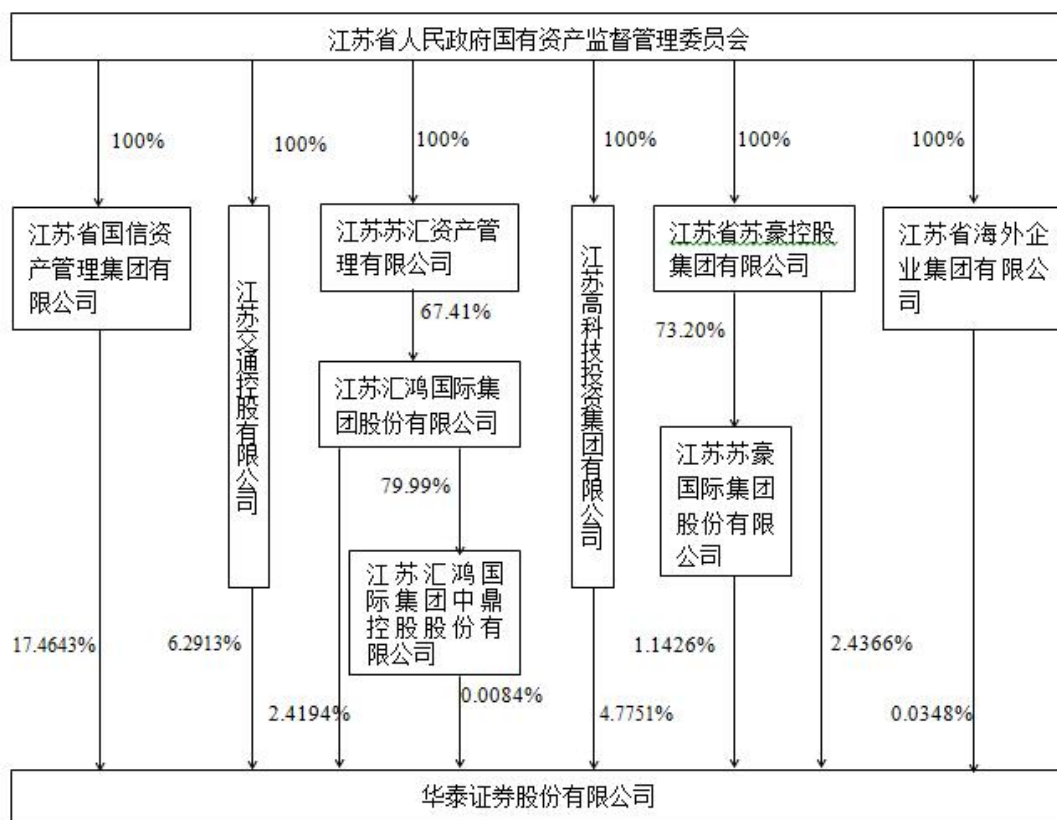 江苏省人民政府国有资产监督管理委员会
100%
100%
100%
100%
100%
100%
江苏省国信资
产管理集团有
限公司
江苏交通控股有限公司
江苏苏汇资产管
理有限公司
江苏高科技投资集团有限公司
江苏省苏豪控股
集团有限公司
江苏省海外企
业集团有限公
司
67.41%
73.20%
江苏汇鸿国际集
团股份有限公司
江苏苏豪
国际集团
股份有限
公司
79.99%
江苏汇鸿国
际集团中鼎
控股股份有
限公司
17.4643%
6.2913%
1.1426%
2.4366%
0.0084%
2.4194%
4.7751%
0.0348%
华泰证券股份有限公司